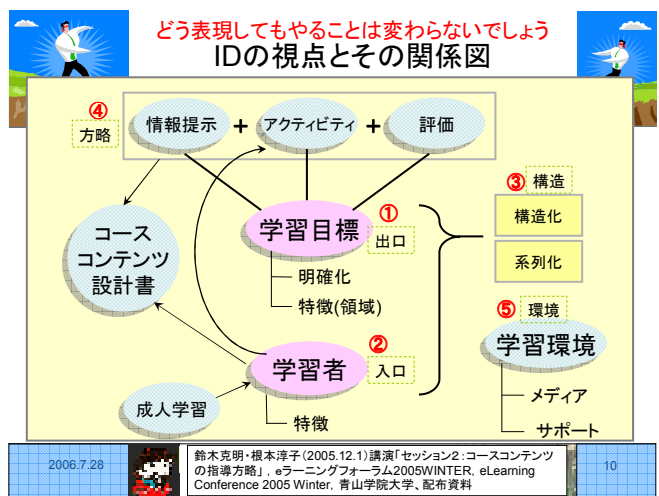 どう表現してもやることは変わらないでしょう
IDの視点とその関係図
④
方略
情報提示 + アクティビティ + 評価
③ 構造
構造化
系列化
コース
コンテンツ
設計書
①
学習目標
出口
明確化
特徴(領域)
⑤ 環境
学習環境
メディア
サポート
②
学習者
入口
特徴
成人学習
2006.7.28
鈴木克明・根本淳子(2005.12.1)講演「セッション2:コースコンテンツ
の指導方略」, eラーニングフォーラム2005WINTER, eLearning
Conference 2005 Winter, 青山学院大学、配布資料
10